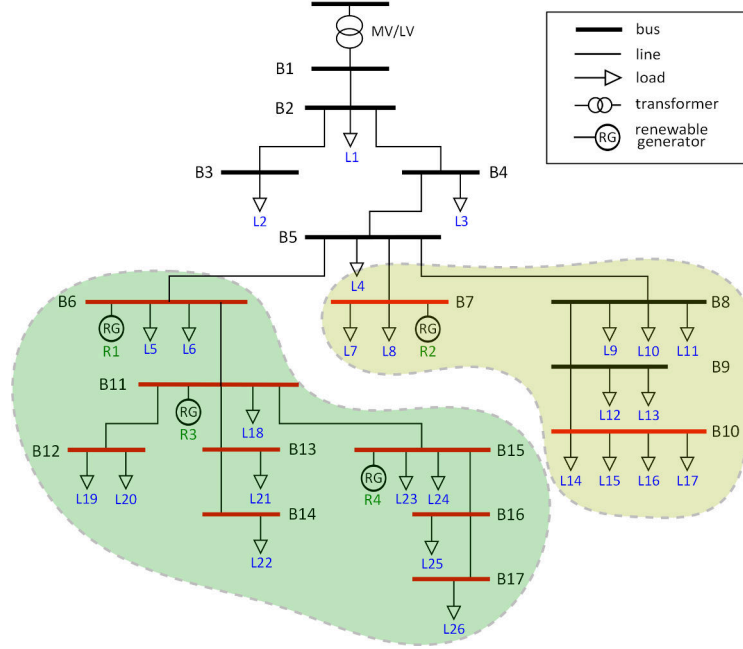 MV/LV
bus
line
load
transformer
RG
renewable
generator
B1
B2
L1
B3
B4
L2
L3
B5
L4
B6
B7
B8
RG
L5
L6
R1
L7
L8
RG
R2
L9
L10
L11
B9
B11
RG
R3
L18
L12
L13
B12
B13
B15
B10
L19
L20
L21
RG
R4
L23
L24
L14
L15
L16
L17
B14
B16
L22
L25
B17
L26